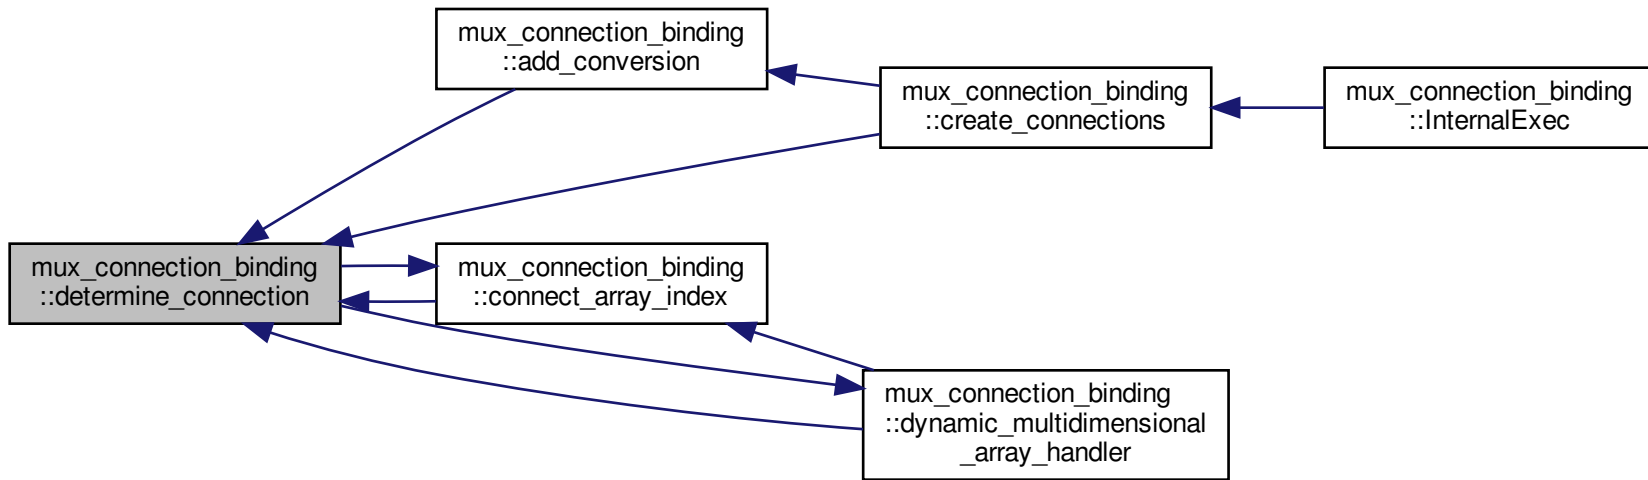 mux_connection_binding
::add_conversion
mux_connection_binding
::create_connections
mux_connection_binding
::InternalExec
mux_connection_binding
::determine_connection
mux_connection_binding
::connect_array_index
mux_connection_binding
::dynamic_multidimensional
_array_handler